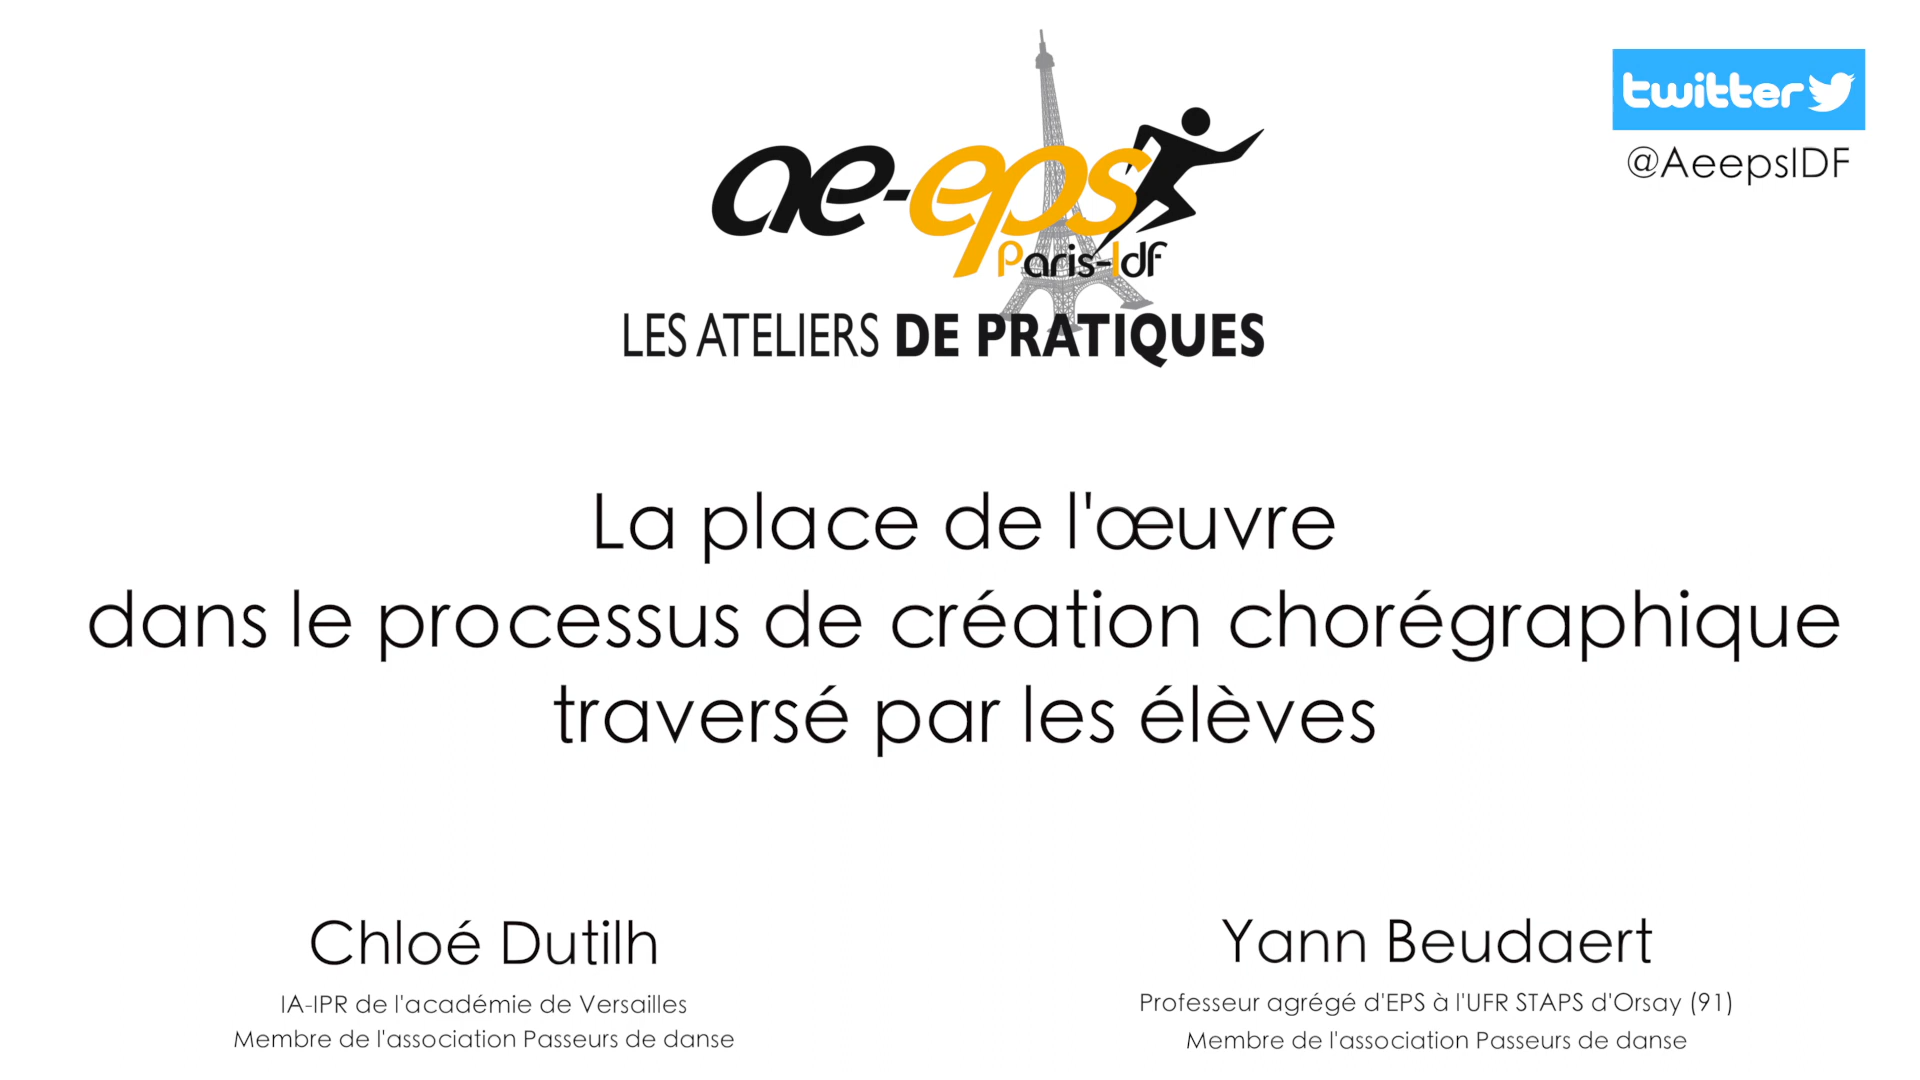 twitter
@AeepsIDF
ae-eps
Paris-Idf
LES ATELIERS DE PRATIQUES
La place de l'œuvre
dans le processus de création chorégraphique
traversé par les élèves
Chloé Dutilh
IA-IPR de l'académie de Versailles
Membre de l'association Passeurs de danse
Yann Beudaert
Professeur agrégé d'EPS à l'UFR STAPS d'Orsay (91)
Membre de l'association Passeurs de danse